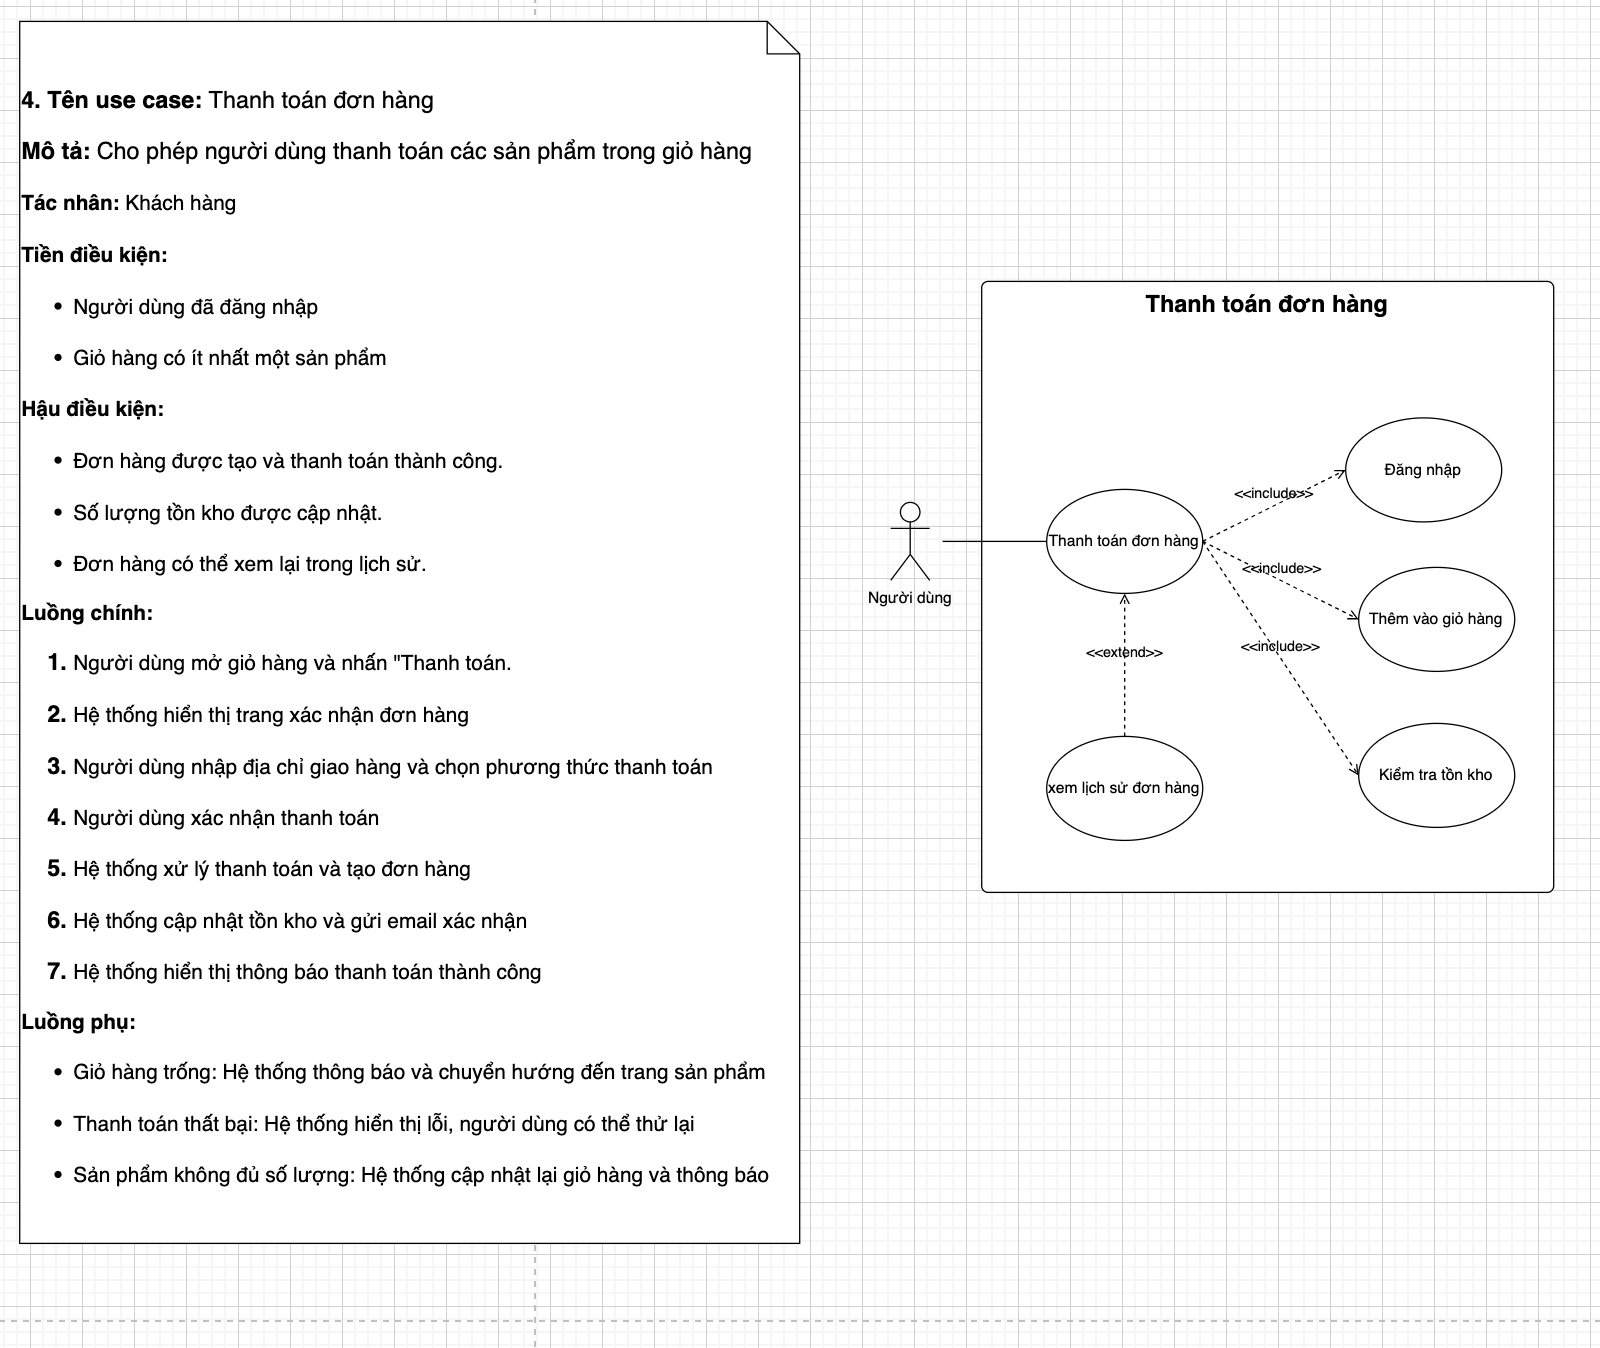 4. Tên use case: Thanh toán đơn hàng
Mô tả: Cho phép người dùng thanh toán các sản phẩm trong giỏ hàng
Tác nhân: Khách hàng
Tiền điều kiện:
• Người dùng đã đăng nhập
• Giỏ hàng có ít nhất một sản phẩm
Hậu điều kiện:
• Đơn hàng được tạo và thanh toán thành công.
• Số lượng tồn kho được cập nhật.
• Đơn hàng có thể xem lại trong lịch sử.
Luồng chính:
1. Người dùng mở giỏ hàng và nhấn "Thanh toán.
2. Hệ thống hiển thị trang xác nhận đơn hàng
3. Người dùng nhập địa chỉ giao hàng và chọn phương thức thanh toán
4. Người dùng xác nhận thanh toán
5. Hệ thống xử lý thanh toán và tạo đơn hàng
6. Hệ thống cập nhật tồn kho và gửi email xác nhận
7. Hệ thống hiển thị thông báo thanh toán thành công
Luồng phụ:
• Giỏ hàng trống: Hệ thống thông báo và chuyển hướng đến trang sản phẩm
• Thanh toán thất bại: Hệ thống hiển thị lỗi, người dùng có thể thử lại
• Sản phẩm không đủ số lượng: Hệ thống cập nhật lại giỏ hàng và thông báo
Thanh toán đơn hàng
Đăng nhập
<<include>>
Thanh toán đơn hàng
<<include>>
Người dùng
Thêm vào giỏ hàng
<<include>>
<<extend>>
Kiểm tra tồn kho
xem lịch sử đơn hàng